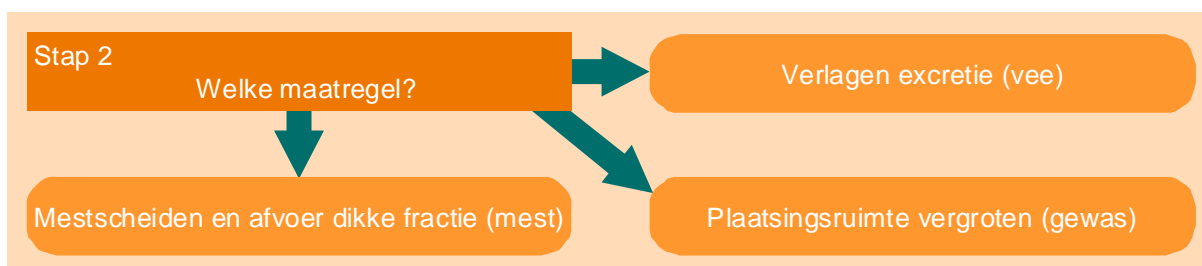 Stap 2
Welke maatregel?
Verlagen excretie (vee)
Mestscheiden en afvoer dikke fractie (mest)
Plaatsingsruimte vergroten (gewas)